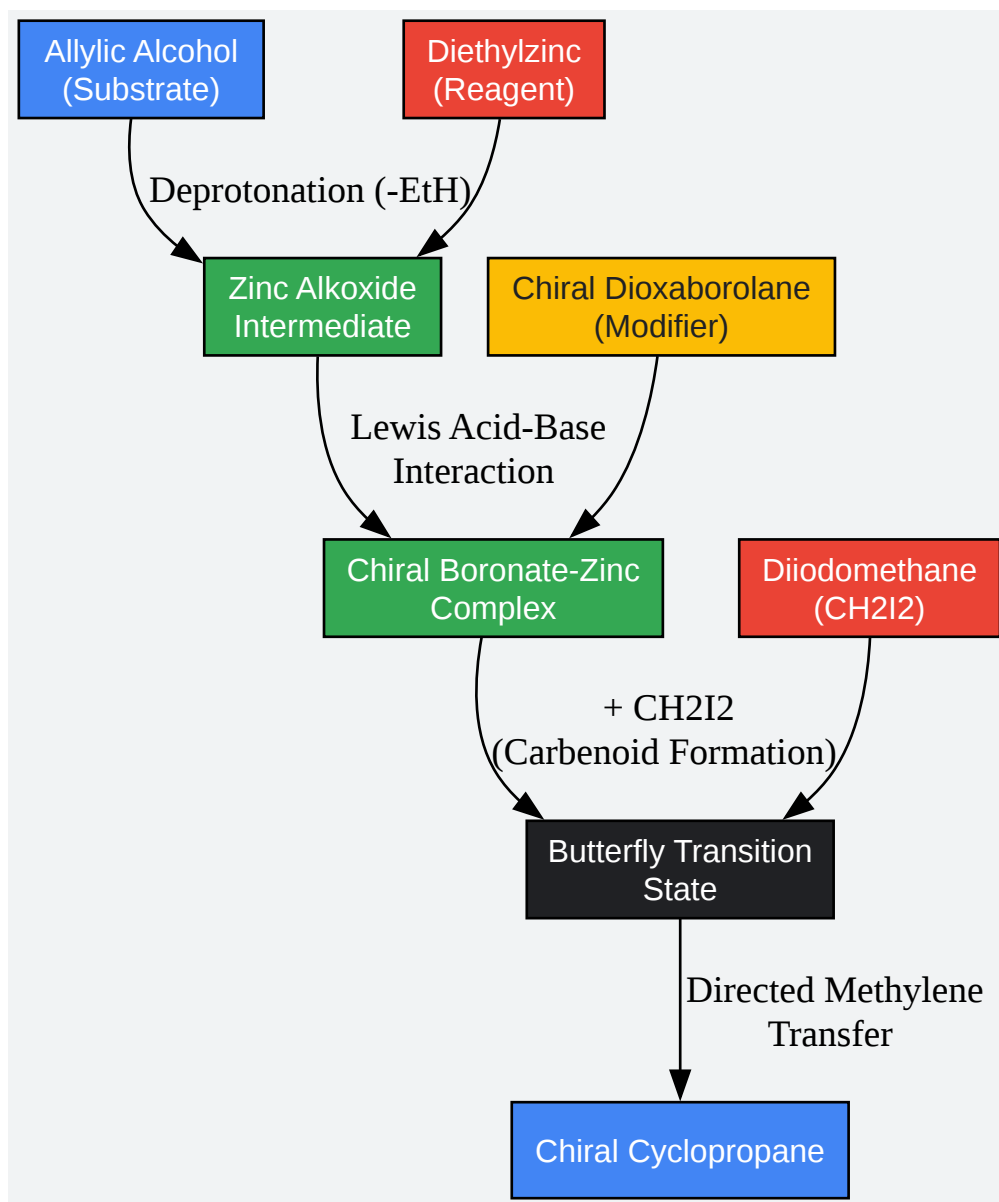 Allylic Alcohol
(Substrate)
Diethylzinc
(Reagent)
Deprotonation (-EtH)
Zinc Alkoxide
Intermediate
Chiral Dioxaborolane
(Modifier)
Lewis Acid-Base
Interaction
Chiral Boronate-Zinc
Complex
Diiodomethane
(CH2I2)
+ CH2I2
(Carbenoid Formation)
Butterfly Transition
State
Directed Methylene
Transfer
Chiral Cyclopropane